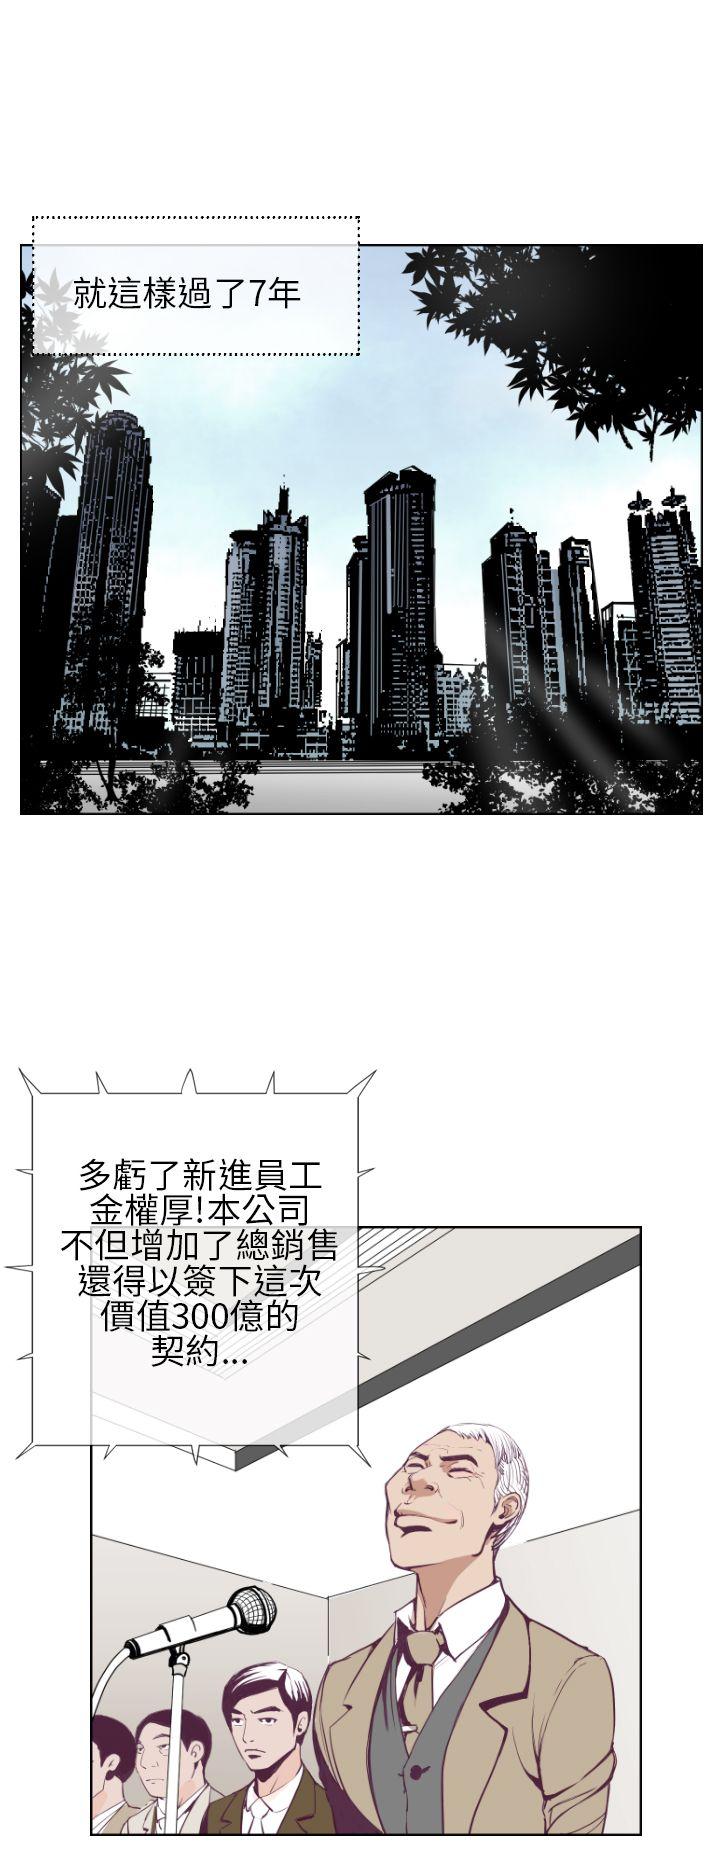 就這樣過了7年
多虧了新進員工
金權厚!本公司
不但增加了總銷售
還得以簽下這次
價值300億的
契約...